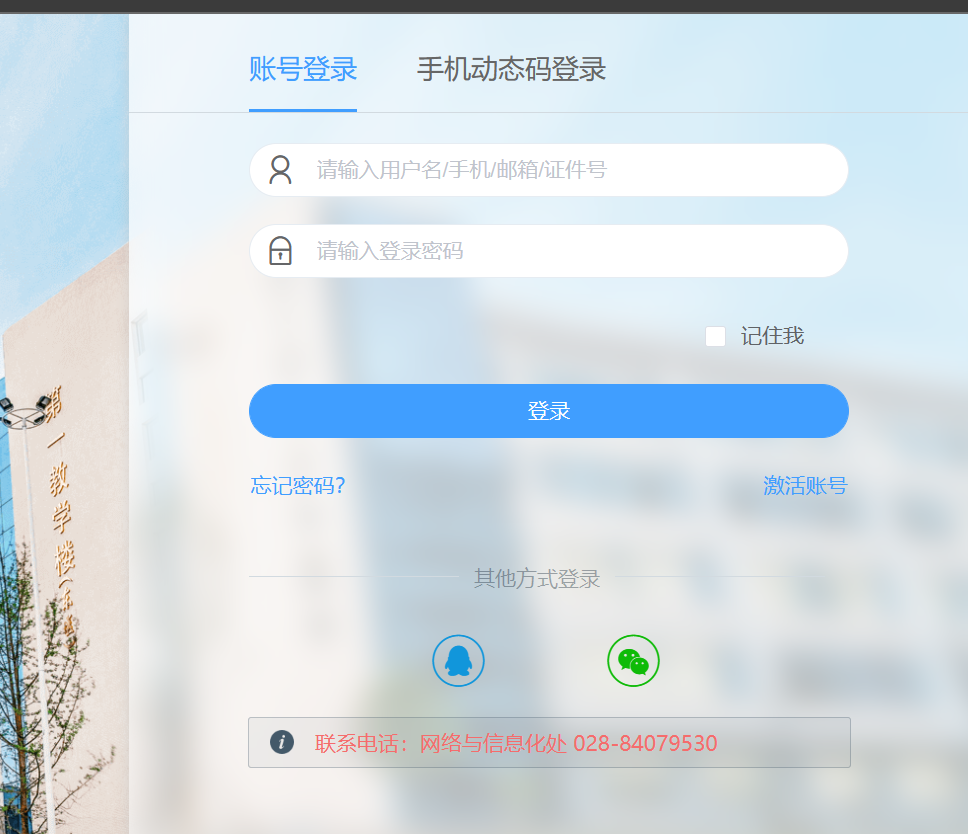 账号登录 手机动态码登录
请输入用户名/手机/邮箱/证件号
请输入登录密码
记住我
登录
忘记密码? 激活账号
其他方式登录
联系电话：网络与信息化处 028-84079530
第一教学楼